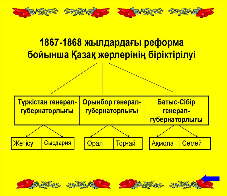 1867-1868 жылдардағы реформа
бойынша Қазақ жерлерінің біріктірілуі
Түркістан генерал-
губернаторлығы
Орынбор генерал-
губернаторлығы
Батыс-Сібір
генерал-
губернаторлығы
Жетісу
Сырдария
Орал
Торғай
Ақмола
Семей